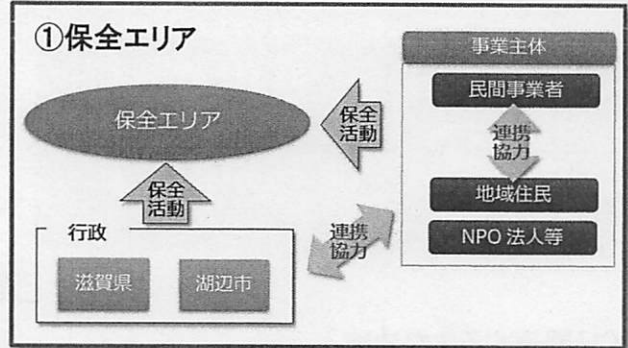 ①保全エリア
保全エリア
保全
活動
保全
活動
行政
滋賀県
湖辺市
連携
協力
事業主体
民間事業者
連携
協力
地域住民
NPO 法人等